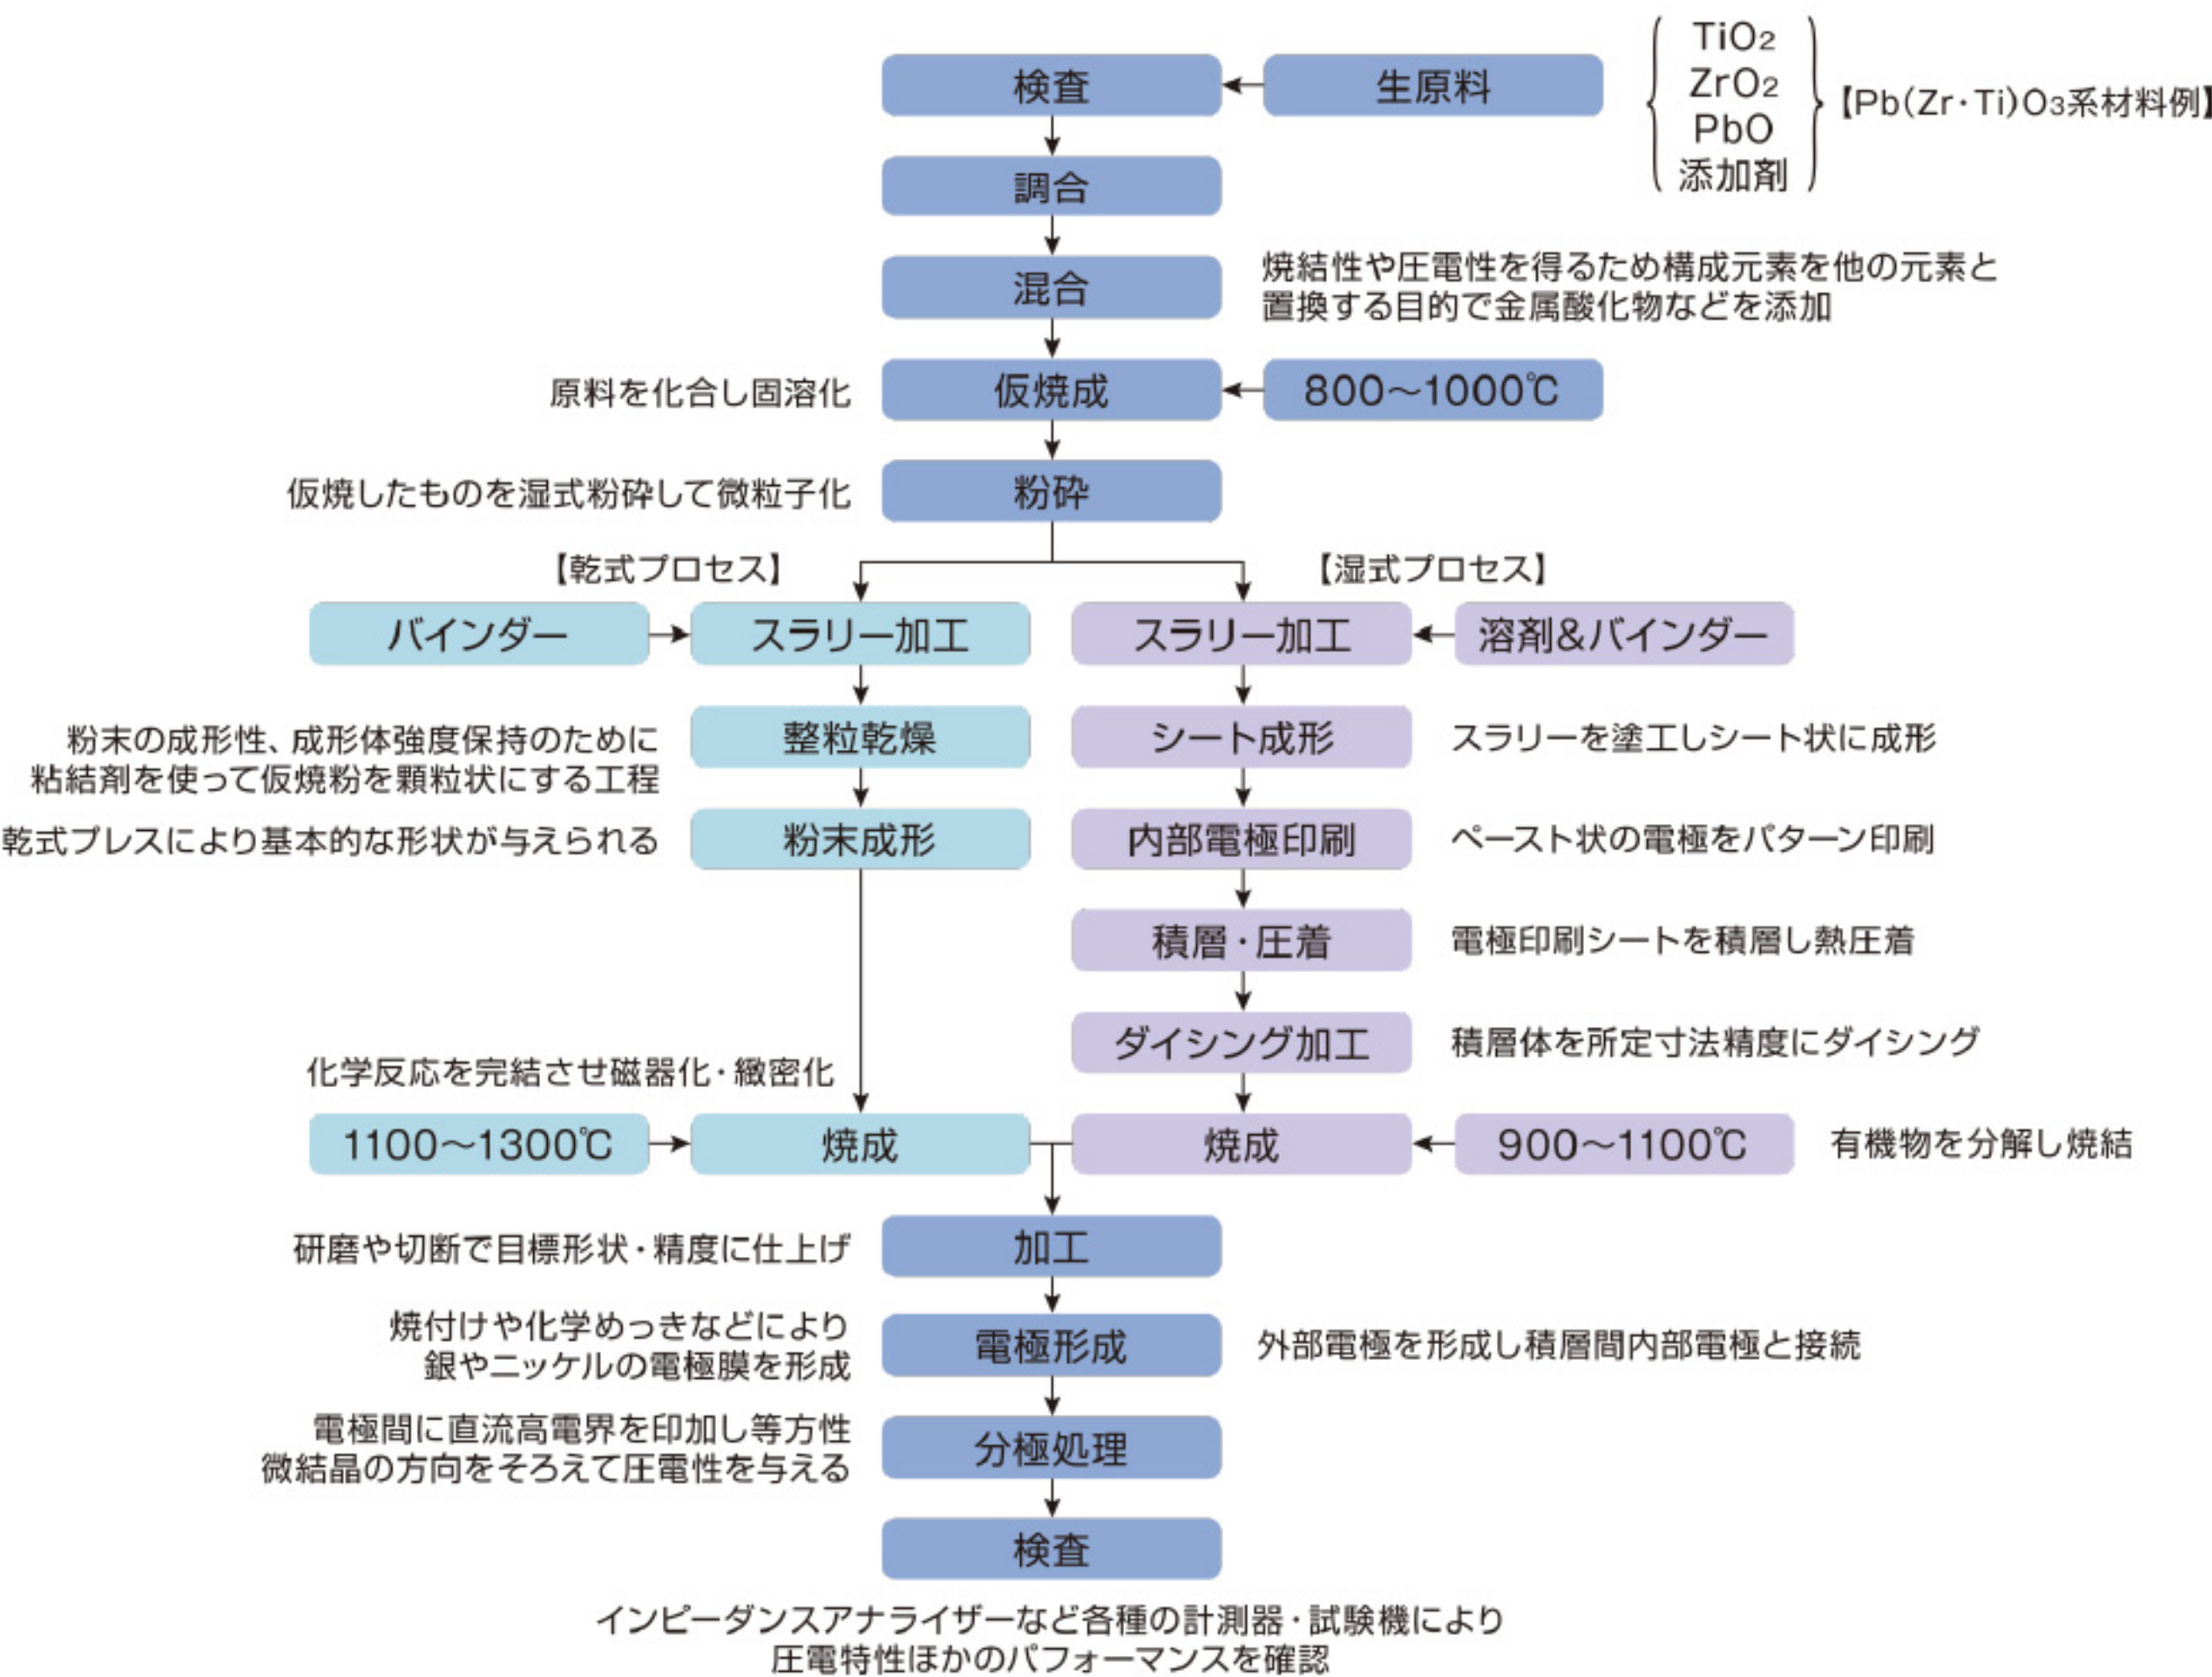 検査
生原料
TiO2
ZrO2
PbO
添加剤
【Pb(Zr・Ti)O3系材料例】
調合
混合
焼結性や圧電性を得るため構成元素を他の元素と
置換する目的で金属酸化物などを添加
原料を化合し固溶化
仮焼成
800〜1000℃
仮焼したものを湿式粉砕して微粒子化
粉砕
【乾式プロセス】
【湿式プロセス】
バインダー
スラリー加工
スラリー加工
溶剤&バインダー
粉末の成形性、成形体強度保持のために
粘結剤を使って仮焼粉を顆粒状にする工程
整粒乾燥
シート成形
スラリーを塗工しシート状に成形
乾式プレスにより基本的な形状が与えられる
粉末成形
内部電極印刷
ペースト状の電極をパターン印刷
積層・圧着
電極印刷シートを積層し熱圧着
ダイシング加工
積層体を所定寸法精度にダイシング
化学反応を完結させ磁器化・緻密化
1100〜1300℃
焼成
焼成
900〜1100℃
有機物を分解し焼結
研磨や切断で目標形状・精度に仕上げ
加工
焼付けや化学めっきなどにより
銀やニッケルの電極膜を形成
電極形成
外部電極を形成し積層間内部電極と接続
電極間に直流高電界を印加し等方性
微結晶の方向をそろえて圧電性を与える
分極処理
検査
インピーダンスアナライザーなど各種の計測器・試験機により
圧電特性ほかのパフォーマンスを確認